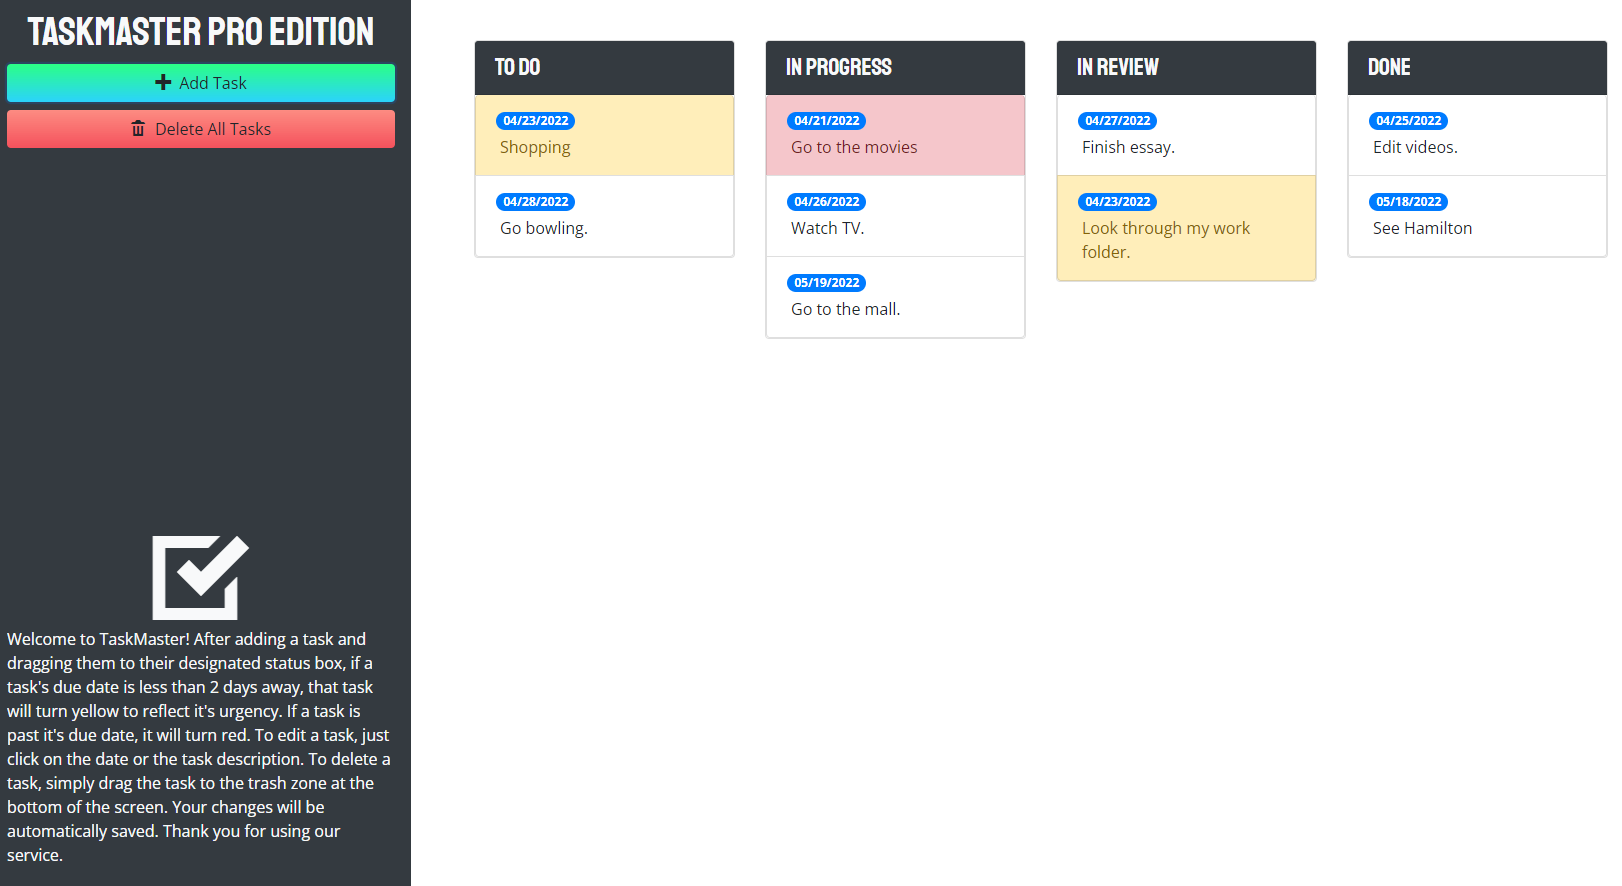 TASKMASTER PRO EDITION
Add Task
Delete All Tasks
Welcome to TaskMaster! After adding a task and
dragging them to their designated status box, if a
task's due date is less than 2 days away, that task
will turn yellow to reflect it's urgency. If a task is
past it's due date, it will turn red. To edit a task, just
click on the date or the task description. To delete a
task, simply drag the task to the trash zone at the
bottom of the screen. Your changes will be
automatically saved. Thank you for using our
service.
TO DO
04/23/2022
Shopping
04/28/2022
Go bowling.
IN PROGRESS
04/21/2022
Go to the movies
04/26/2022
Watch TV.
05/19/2022
Go to the mall.
IN REVIEW
04/27/2022
Finish essay.
04/23/2022
Look through my work
folder.
DONE
04/25/2022
Edit videos.
05/18/2022
See Hamilton